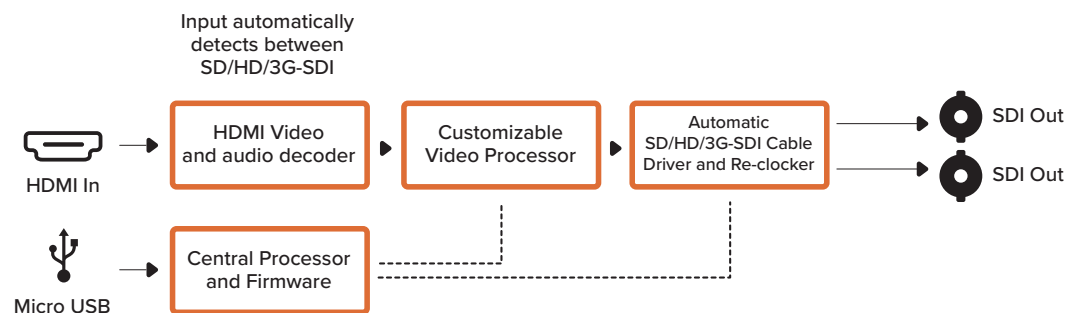 Input automatically
detects between
SD/HD/3G-SDI
HDMI In
HDMI Video
and audio decoder
Customizable
Video Processor
Automatic
SD/HD/3G-SDI Cable
Driver and Re-clocker
SDI Out
SDI Out
Micro USB
Central Processor
and Firmware